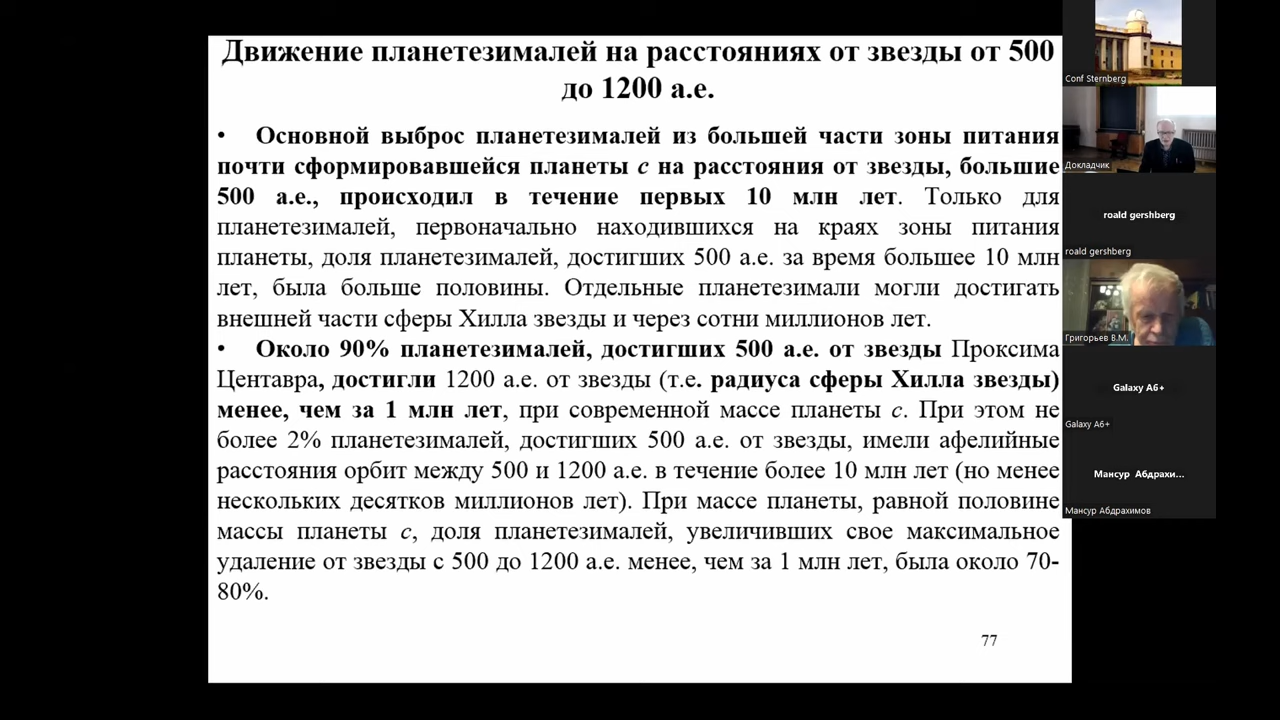 Движение планетезималей на расстояниях от звезды от 500
до 1200 а.е.
• Основной выброс планетезималей из большей части зоны питания
почти сформировавшейся планеты c на расстояния от звезды, большие
500 а.е., происходил в течение первых 10 млн лет. Только для
планетезималей, первоначально находившихся на краях зоны питания
планеты, доля планетезималей, достигших 500 а.е. за время большее 10 млн
лет, была больше половины. Отдельные планетезимали могли достигать
внешней части сферы Хилла звезды и через сотни миллионов лет.
• Около 90% планетезималей, достигших 500 а.е. от звезды Проксима
Центавра, достигли 1200 а.е. от звезды (т.е. радиуса сферы Хилла звезды)
менее, чем за 1 млн лет, при современной массе планеты c. При этом не
более 2% планетезималей, достигших 500 а.е. от звезды, имели афелийные
расстояния орбит между 500 и 1200 а.е. в течение более 10 млн лет (но менее
нескольких десятков миллионов лет). При массе планеты, равной половине
массы планеты c, доля планетезималей, увеличивших свое максимальное
удаление от звезды с 500 до 1200 а.е. менее, чем за 1 млн лет, была около 70-
80%.
77
Conf Sternberg
Докладчик
roald gershberg
roald gershberg
Григорьев В.М.
Galaxy A6+
Galaxy A6+
Мансур Абдрахи...
Мансур Абдрахимов